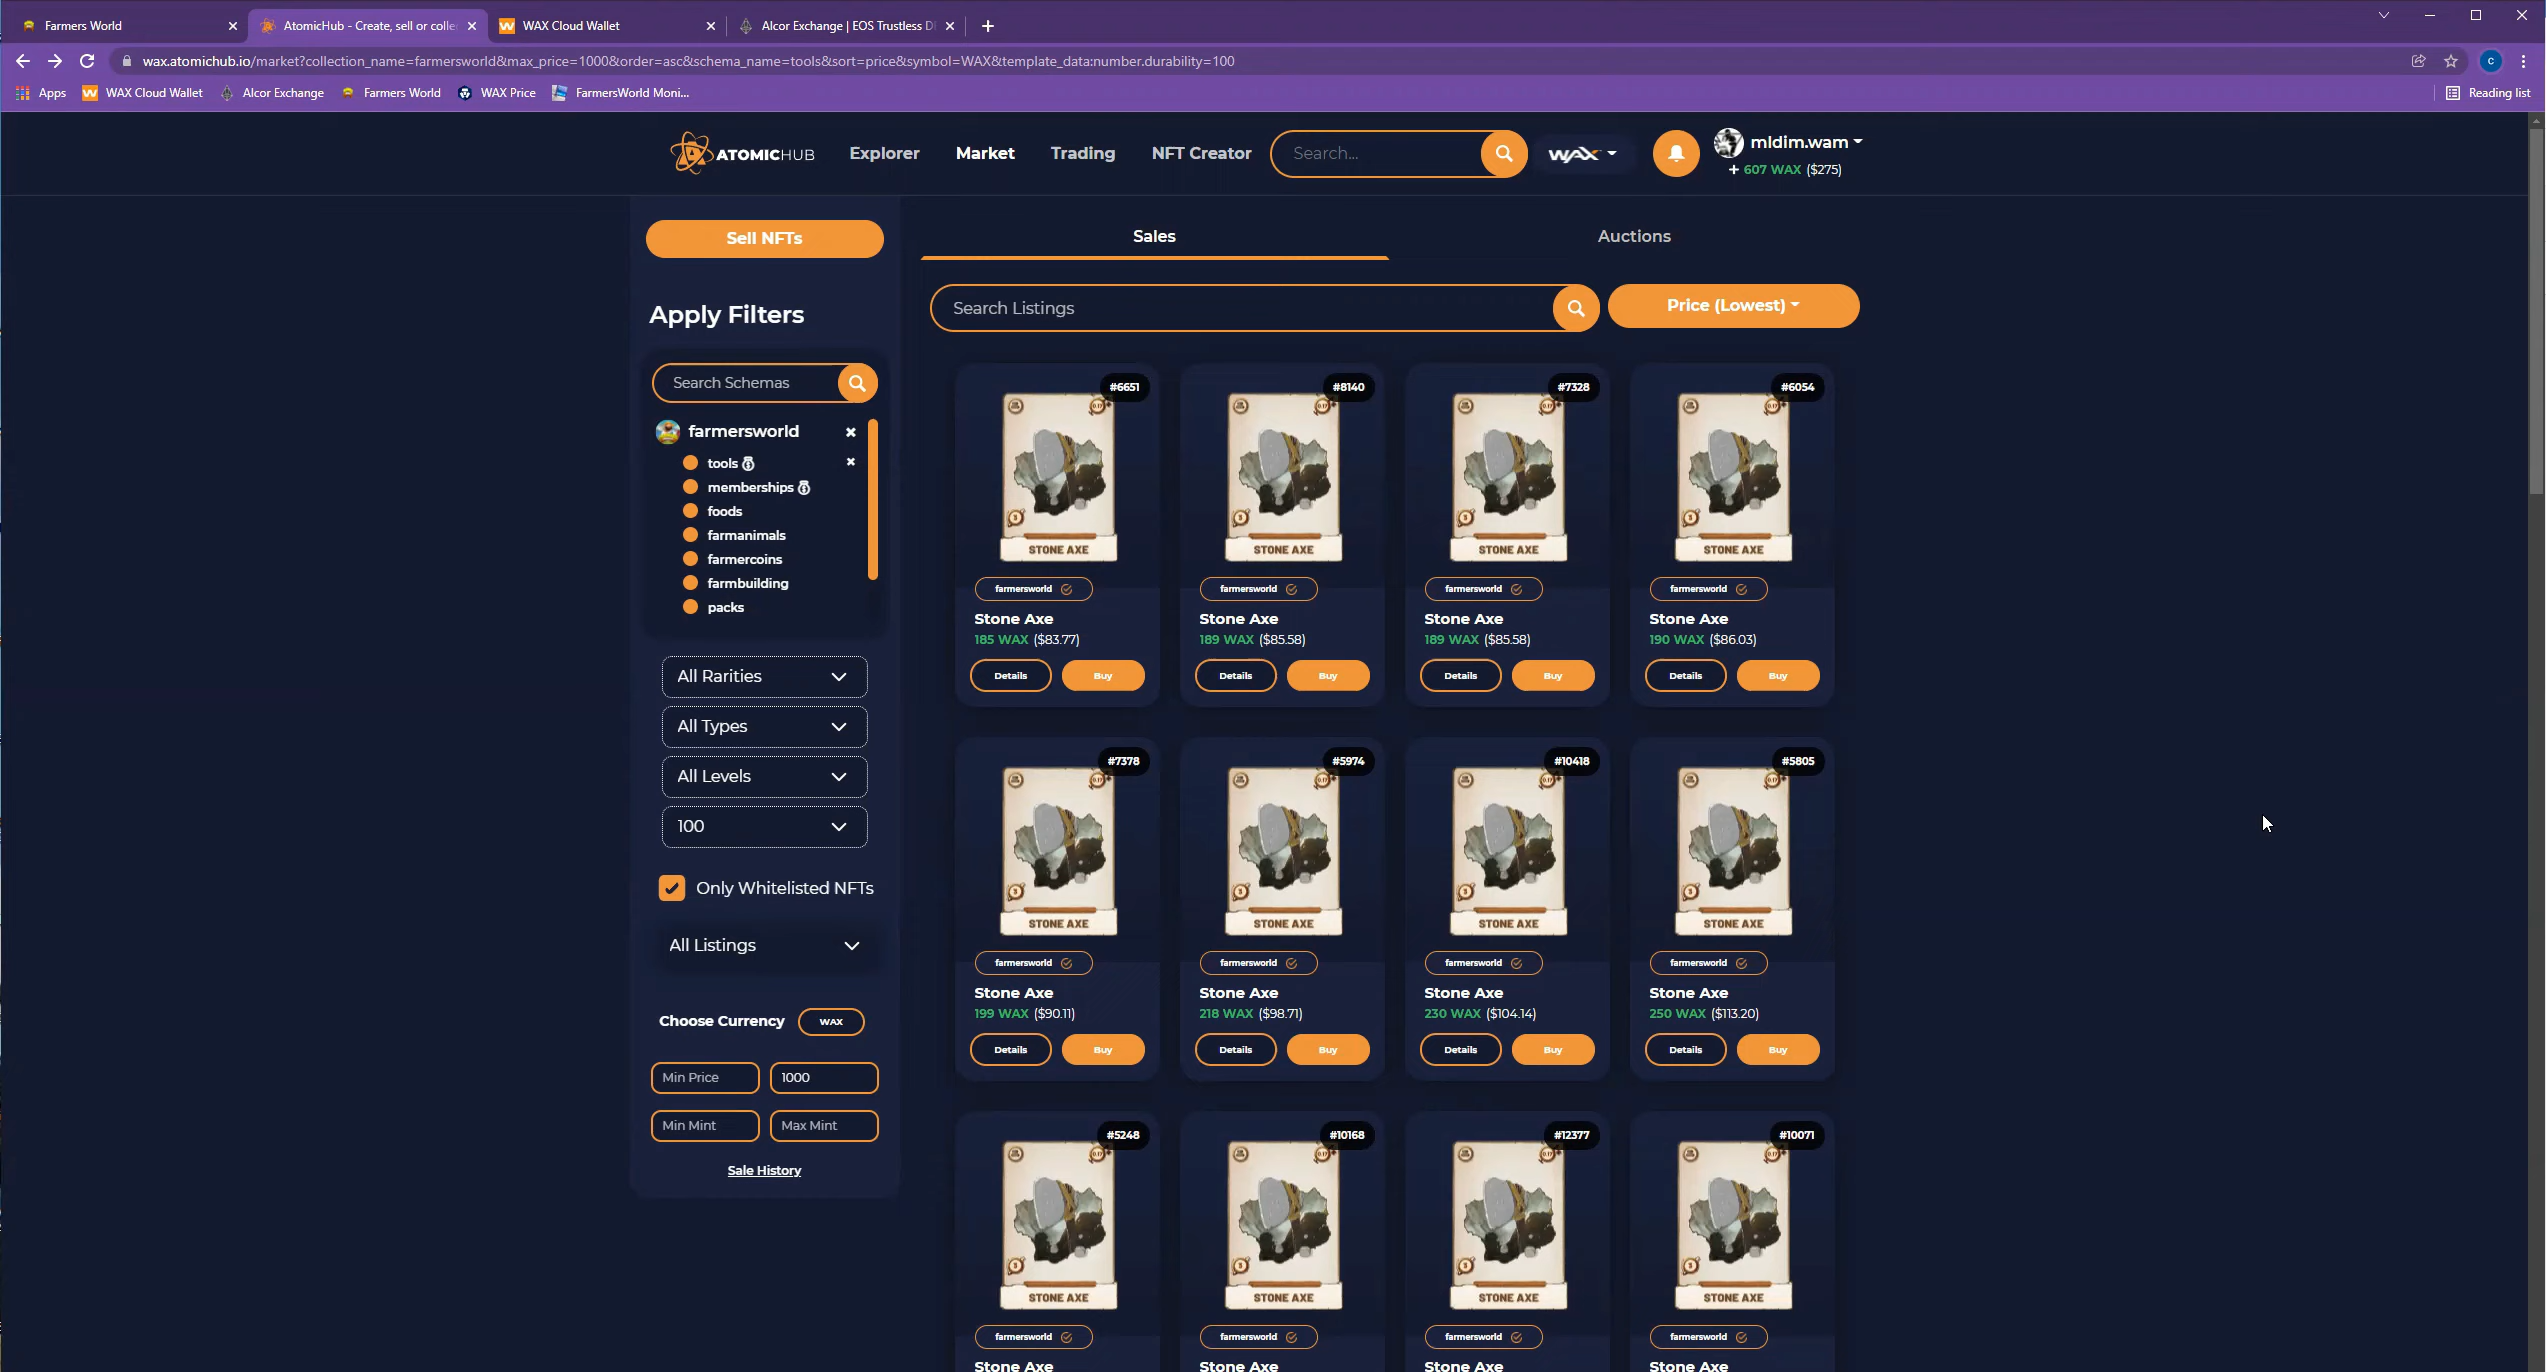 Farmers World
AtomicHub - Create, sell or colle
WAX Cloud Wallet
Alcor Exchange | EOS Trustless D
wax.atomichub.io/market?collection_name=farmersworld&max_price=1000&order=asc&schema_name=tools&sort=price&symbol=WAX&template_data:number.durability=100
C
Apps
WAX Cloud Wallet
Alcor Exchange
Farmers World
WAX Price
FarmersWorld Moni...
Reading list
ATOMICHUB
Explorer
Market
Trading
NFT Creator
Search...
WAX
mldim.wam
+ 607 WAX ($275)
Sell NFTs
Apply Filters
Search Schemas
farmersworld
tools
memberships
foods
farmanimals
farmercoins
farmbuilding
packs
All Rarities
All Types
All Levels
100
Only Whitelisted NFTs
All Listings
Choose Currency WAX
Min Price 1000
Min Mint Max Mint
Sale History
Sales Auctions
Search Listings
Price (Lowest)
#6651 #8140 #7328 #6054
STONE AXE STONE AXE STONE AXE STONE AXE
farmersworld farmersworld farmersworld farmersworld
Stone Axe Stone Axe Stone Axe Stone Axe
185 WAX ($83.77) 189 WAX ($85.58) 189 WAX ($85.58) 190 WAX ($86.03)
Details Buy Details Buy Details Buy Details Buy
#7378 #5974 #10418 #5805
STONE AXE STONE AXE STONE AXE STONE AXE
farmersworld farmersworld farmersworld farmersworld
Stone Axe Stone Axe Stone Axe Stone Axe
199 WAX ($90.11) 218 WAX ($98.71) 230 WAX ($104.14) 250 WAX ($113.20)
Details Buy Details Buy Details Buy Details Buy
#5248 #10168 #12377 #10071
STONE AXE STONE AXE STONE AXE STONE AXE
farmersworld farmersworld farmersworld farmersworld
Stone Axe Stone Axe Stone Axe Stone Axe